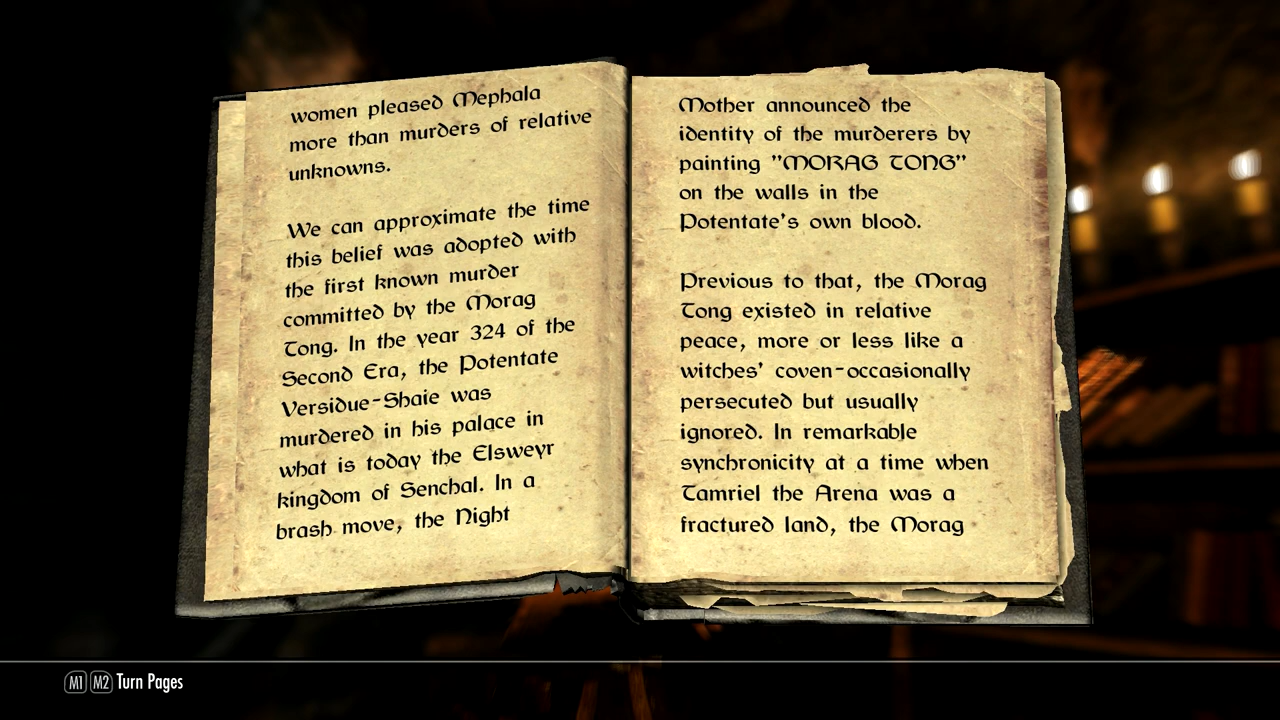 women pleased Mephala
more than murders of relative
unknowns.
We can approximate the time
this belief was adopted with
the first known murder
committed by the Morag
Tong. In the year 324 of the
Second Era, the Potentate
Versidue-Shaie was
murdered in his palace in
what is today the Elsweyr
kingdom of Senchal. In a
brash move, the Night
Mother announced the
identity of the murderers by
painting "MORAG TONG"
on the walls in the
Potentate's own blood.
Previous to that, the Morag
Tong existed in relative
peace, more or less like a
witches' coven-occasionally
persecuted but usually
ignored. In remarkable
synchronicity at a time when
Tamriel the Arena was a
fractured land, the Morag
M1 M2 Turn Pages